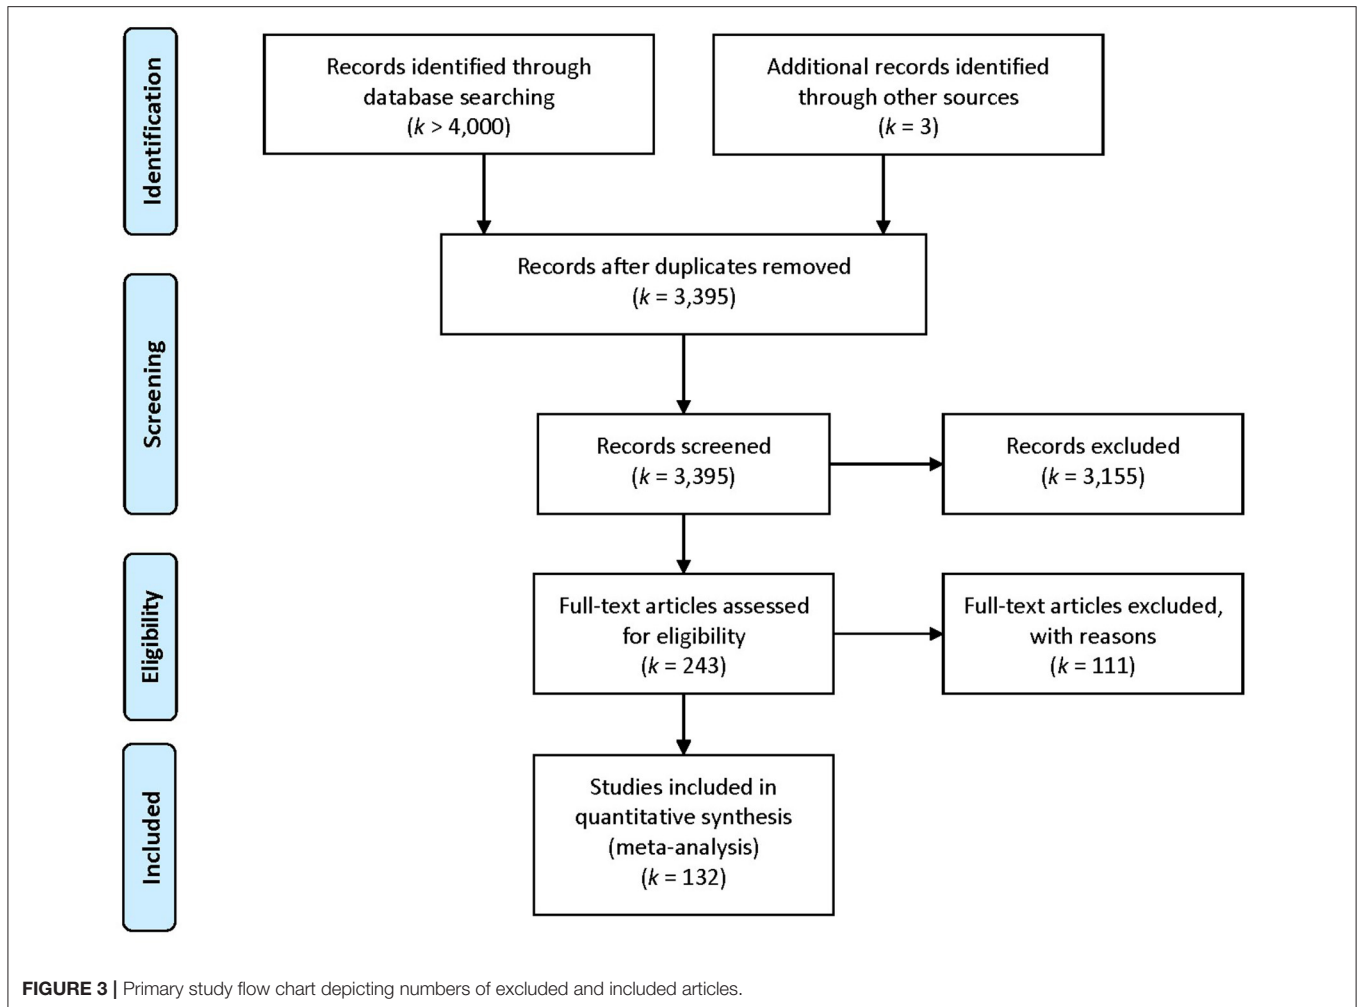 Identification
Records identified through
database searching
(k > 4,000)
Additional records identified
through other sources
(k = 3)
Records after duplicates removed
(k = 3,395)
Screening
Records screened
(k = 3,395)
Records excluded
(k = 3,155)
Eligibility
Full-text articles assessed
for eligibility
(k = 243)
Full-text articles excluded,
with reasons
(k = 111)
Included
Studies included in
quantitative synthesis
(meta-analysis)
(k = 132)
FIGURE 3 | Primary study flow chart depicting numbers of excluded and included articles.